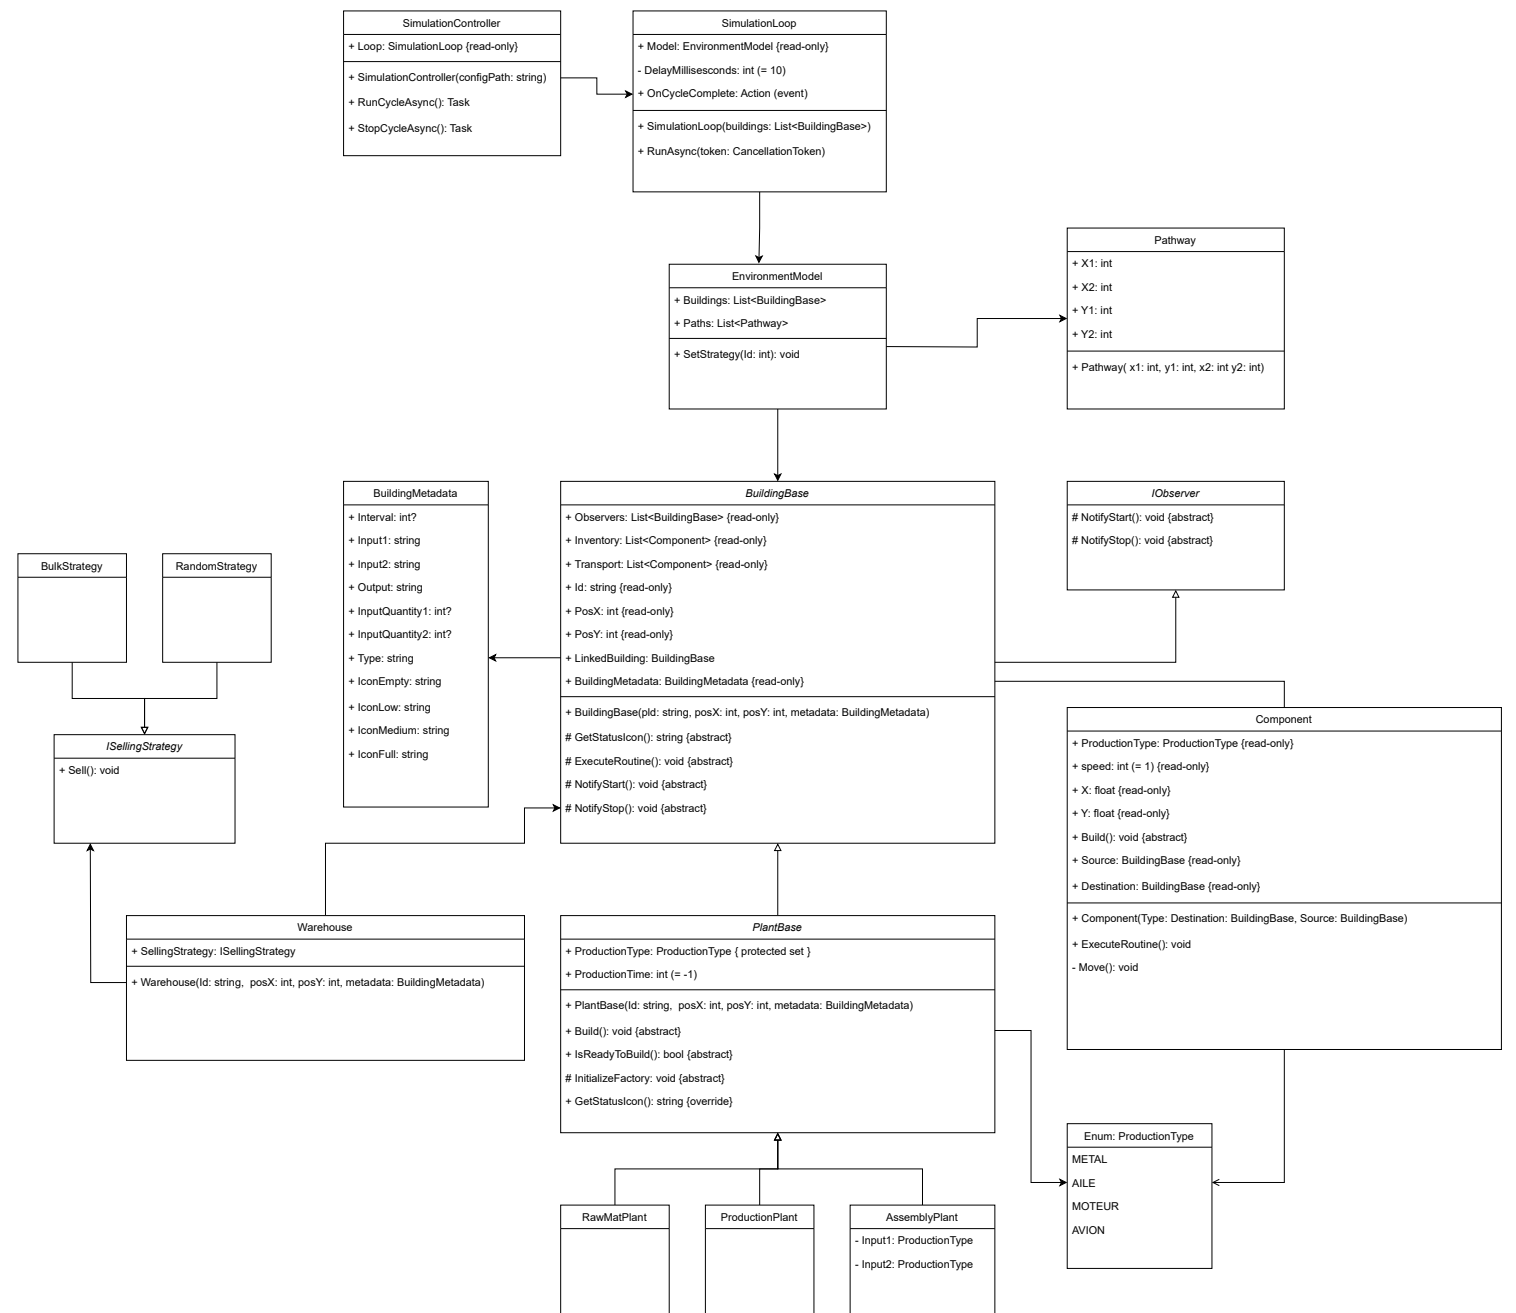 SimulationController
+ Loop: SimulationLoop {read-only}
+ SimulationController(configPath: string)
+ RunCycleAsync(): Task
+ StopCycleAsync(): Task
SimulationLoop
+ Model: EnvironmentModel {read-only}
- DelayMillisesconds: int (= 10)
+ OnCycleComplete: Action (event)
+ SimulationLoop(buildings: List<BuildingBase>)
+ RunAsync(token: CancellationToken)
EnvironmentModel
+ Buildings: List<BuildingBase>
+ Paths: List<Pathway>
+ SetStrategy(Id: int): void
Pathway
+ X1: int
+ X2: int
+ Y1: int
+ Y2: int
+ Pathway( x1: int, y1: int, x2: int y2: int)
BuildingMetadata
+ Interval: int?
+ Input1: string
+ Input2: string
+ Output: string
+ InputQuantity1: int?
+ InputQuantity2: int?
+ Type: string
+ IconEmpty: string
+ IconLow: string
+ IconMedium: string
+ IconFull: string
BuildingBase
+ Observers: List<BuildingBase> {read-only}
+ Inventory: List<Component> {read-only}
+ Transport: List<Component> {read-only}
+ Id: string {read-only}
+ PosX: int {read-only}
+ PosY: int {read-only}
+ LinkedBuilding: BuildingBase
+ BuildingMetadata: BuildingMetadata {read-only}
+ BuildingBase(pId: string, posX: int, posY: int, metadata: BuildingMetadata)
# GetStatusIcon(): string {abstract}
# ExecuteRoutine(): void {abstract}
# NotifyStart(): void {abstract}
# NotifyStop(): void {abstract}
IObserver
# NotifyStart(): void {abstract}
# NotifyStop(): void {abstract}
BulkStrategy
RandomStrategy
ISellingStrategy
+ Sell(): void
Component
+ ProductionType: ProductionType {read-only}
+ speed: int (= 1) {read-only}
+ X: float {read-only}
+ Y: float {read-only}
+ Build(): void {abstract}
+ Source: BuildingBase {read-only}
+ Destination: BuildingBase {read-only}
+ Component(Type: Destination: BuildingBase, Source: BuildingBase)
+ ExecuteRoutine(): void
- Move(): void
Warehouse
+ SellingStrategy: ISellingStrategy
+ Warehouse(Id: string,  posX: int, posY: int, metadata: BuildingMetadata)
PlantBase
+ ProductionType: ProductionType { protected set }
+ ProductionTime: int (= -1)
+ PlantBase(Id: string,  posX: int, posY: int, metadata: BuildingMetadata)
+ Build(): void {abstract}
+ IsReadyToBuild(): bool {abstract}
# InitializeFactory: void {abstract}
+ GetStatusIcon(): string {override}
Enum: ProductionType
METAL
AILE
MOTEUR
AVION
RawMatPlant
ProductionPlant
AssemblyPlant
- Input1: ProductionType
- Input2: ProductionType